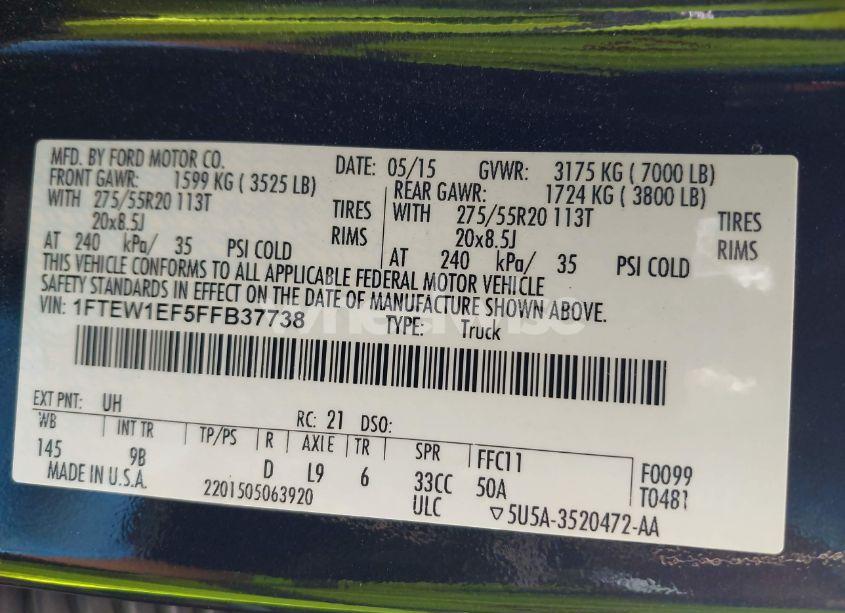 MFD. BY FORD MOTOR CO. DATE: 05/15 GVWR: 3175 KG ( 7000 LB)
FRONT GAWR: 1599 KG ( 3525 LB) REAR GAWR: 1724 KG ( 3800 LB)
WITH 275/55R20 113T TIRES WITH 275/55R20 113T TIRES
20x8.5J RIMS 20x8.5J RIMS
AT 240 kPa/ 35 PSI COLD AT 240 kPa/ 35 PSI COLD
THIS VEHICLE CONFORMS TO ALL APPLICABLE FEDERAL MOTOR VEHICLE
SAFETY STANDARDS IN EFFECT ON THE DATE OF MANUFACTURE SHOWN ABOVE.
VIN: 1FTEW1EF5FFB37738 TYPE: Truck
EXT PNT: UH RC: 21 DSO:
WB INT TR TP/PS R AXLE TR SPR FFC11 F0099
145 9B D L9 6 33CC 50A T0481
MADE IN U.S.A. 2201505063920 ULC ▽5U5A-3520472-AA